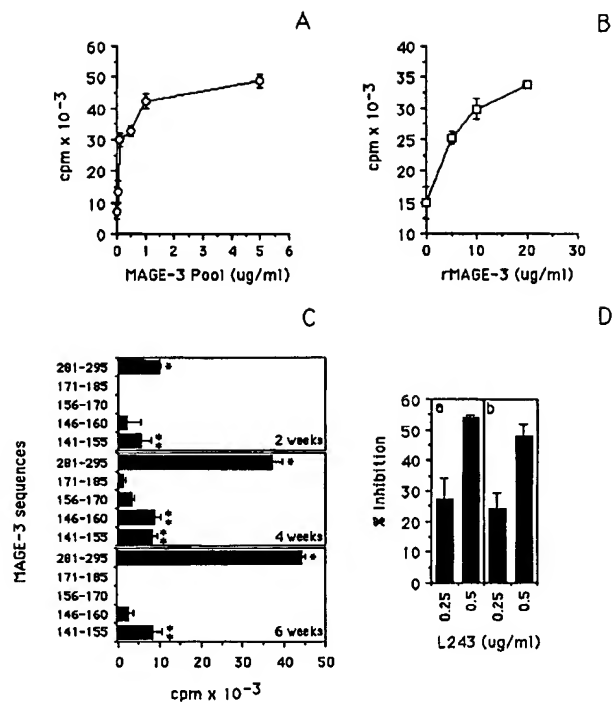 A
60
50
40
30
20
10
0
cpm x 10⁻³
0 1 2 3 4 5 6
MAGE-3 Pool (ug/ml)
B
40
35
30
25
20
15
10
cpm x 10⁻³
0 10 20 30
rMAGE-3 (ug/ml)
C
MAGE-3 sequences
281-295 *
171-185
156-170
146-160
141-155 **
2 weeks
281-295 *
171-185
156-170
146-160 **
141-155 **
4 weeks
281-295 *
171-185
156-170
146-160
141-155 **
6 weeks
0 10 20 30 40 50
cpm x 10⁻³
D
60
50
40
30
20
10
0
% Inhibition
a b
0.25 0.5 0.25 0.5
L243 (ug/ml)